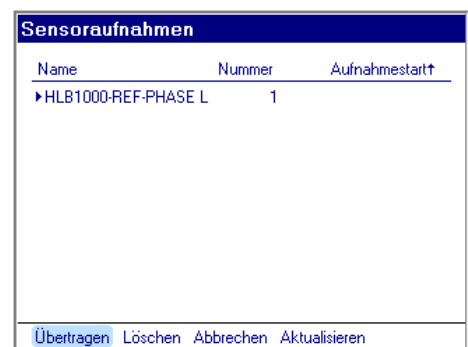 Sensoraufnahmen
Name Nummer Aufnahmestart↑
▸HLB1000-REF-PHASE L 1
Übertragen Löschen Abbrechen Aktualisieren